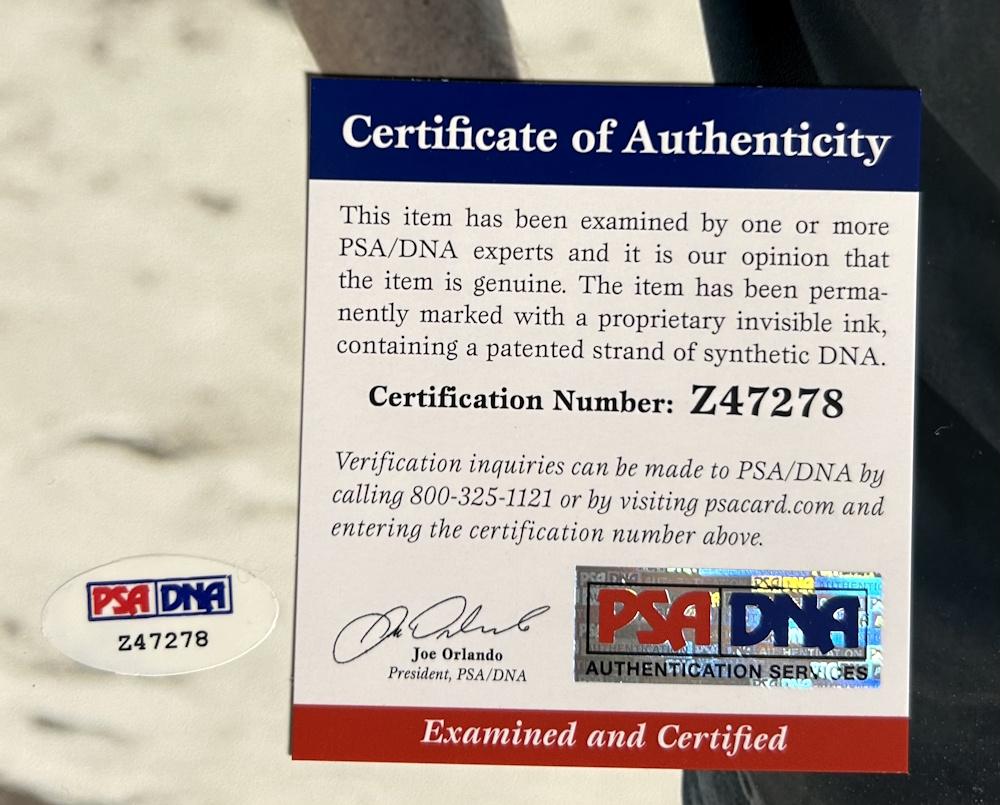 Certificate of Authenticity
This item has been examined by one or more
PSA/DNA experts and it is our opinion that
the item is genuine. The item has been perma-
nently marked with a proprietary invisible ink,
containing a patented strand of synthetic DNA.
Certification Number: Z47278
Verification inquiries can be made to PSA/DNA by
calling 800-325-1121 or by visiting psacard.com and
entering the certification number above.
PSA DNA
Z47278
Joe Orlando
President, PSA/DNA
PSA DNA
AUTHENTICATION SERVICES
Examined and Certified